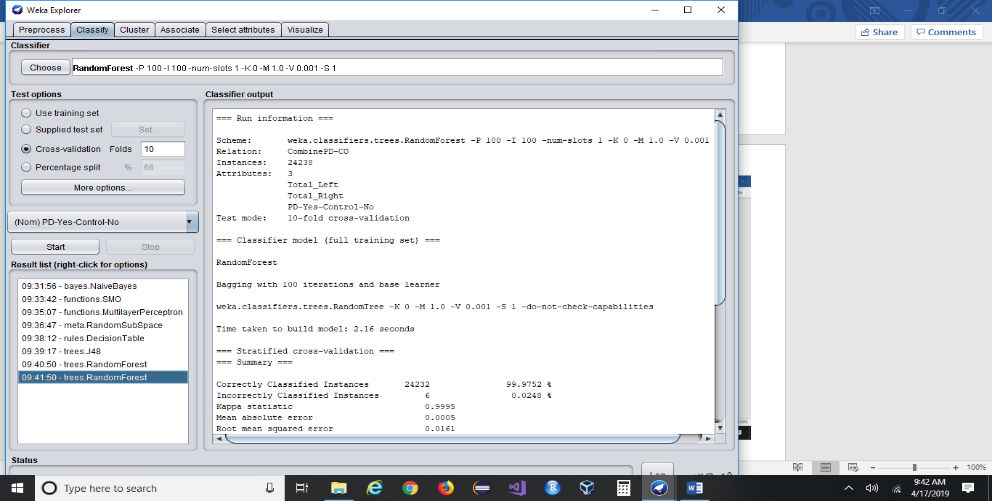 Weka Explorer
Preprocess Classify Cluster Associate Select attributes Visualize
Share Comments
Classifier
Choose RandomForest -P 100 -I 100 -num-slots 1 -K 0 -M 1.0 -V 0.001 -S 1
Test options
Use training set
Supplied test set Set...
Cross-validation Folds 10
Percentage split % 66
More options...
(Nom) PD-Yes-Control-No
Start Stop
Result list (right-click for options)
09:31:56 - bayes.NaiveBayes
09:33:42 - functions.SMO
09:35:07 - functions.MultilayerPerceptron
09:36:47 - meta.RandomSubSpace
09:38:12 - rules.DecisionTable
09:39:17 - trees.J48
09:40:50 - trees.RandomForest
09:41:50 - trees.RandomForest
Classifier output
=== Run information ===
Scheme: weka.classifiers.trees.RandomForest -P 100 -I 100 -num-slots 1 -K 0 -M 1.0 -V 0.001
Relation: CombinePD-CO
Instances: 24238
Attributes: 3
Total_Left
Total_Right
PD-Yes-Control-No
Test mode: 10-fold cross-validation
=== Classifier model (full training set) ===
RandomForest
Bagging with 100 iterations and base learner
weka.classifiers.trees.RandomTree -K 0 -M 1.0 -V 0.001 -S 1 -do-not-check-capabilities
Time taken to build model: 2.16 seconds
=== Stratified cross-validation ===
=== Summary ===
Correctly Classified Instances 24232 99.9752 %
Incorrectly Classified Instances 6 0.0248 %
Kappa statistic 0.9995
Mean absolute error 0.0005
Root mean squared error 0.0161
Status
100%
Type here to search
9:42 AM
4/17/2019